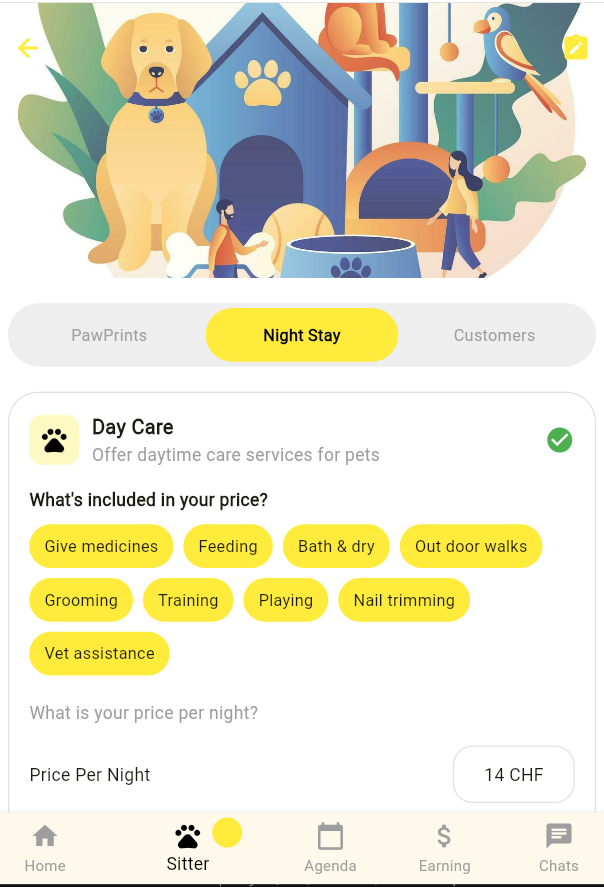 PawPrints Night Stay Customers
Day Care
Offer daytime care services for pets
What's included in your price?
Give medicines Feeding Bath & dry Out door walks
Grooming Training Playing Nail trimming
Vet assistance
What is your price per night?
Price Per Night 14 CHF
Home Sitter Agenda Earning Chats